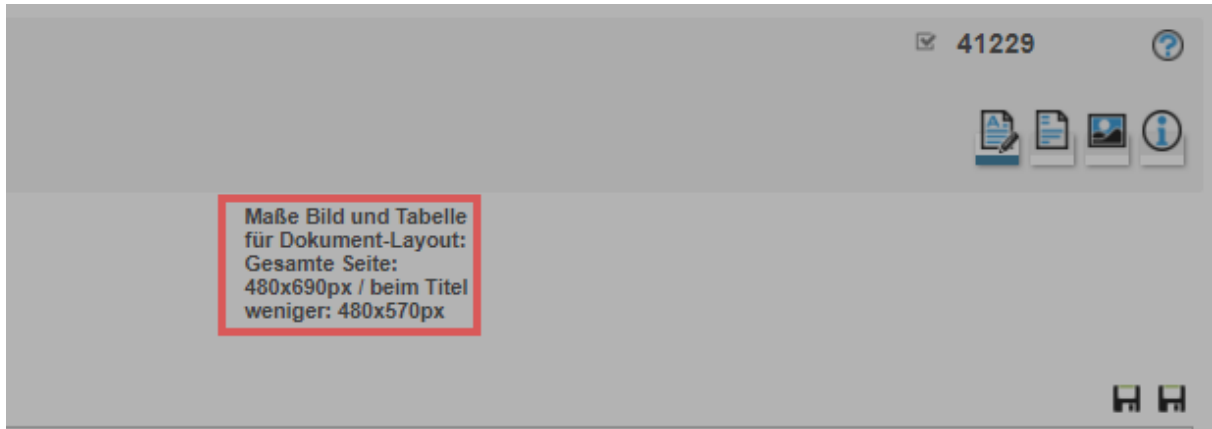 41229
Maße Bild und Tabelle
für Dokument-Layout:
Gesamte Seite:
480x690px / beim Titel
weniger: 480x570px